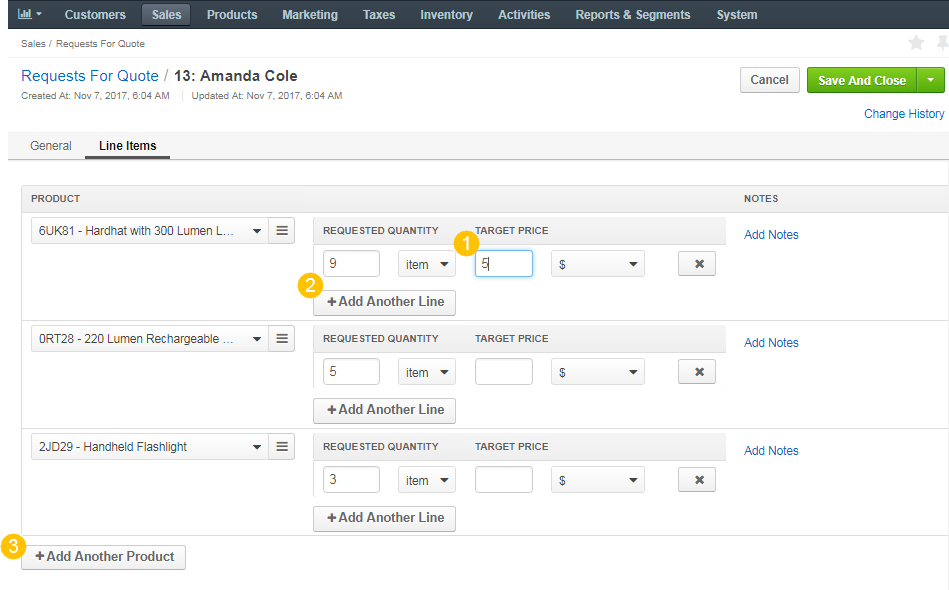 Customers Sales Products Marketing Taxes Inventory Activities Reports & Segments System
Sales / Requests For Quote
Requests For Quote / 13: Amanda Cole
Cancel Save And Close
Created At: Nov 7, 2017, 6:04 AM Updated At: Nov 7, 2017, 6:04 AM
Change History
General Line Items
PRODUCT NOTES
6UK81 - Hardhat with 300 Lumen L... REQUESTED QUANTITY TARGET PRICE Add Notes
1
9 item 5 $
2
+Add Another Line
0RT28 - 220 Lumen Rechargeable ... REQUESTED QUANTITY TARGET PRICE Add Notes
5 item $
+Add Another Line
2JD29 - Handheld Flashlight REQUESTED QUANTITY TARGET PRICE Add Notes
3 item $
+Add Another Line
3
+Add Another Product